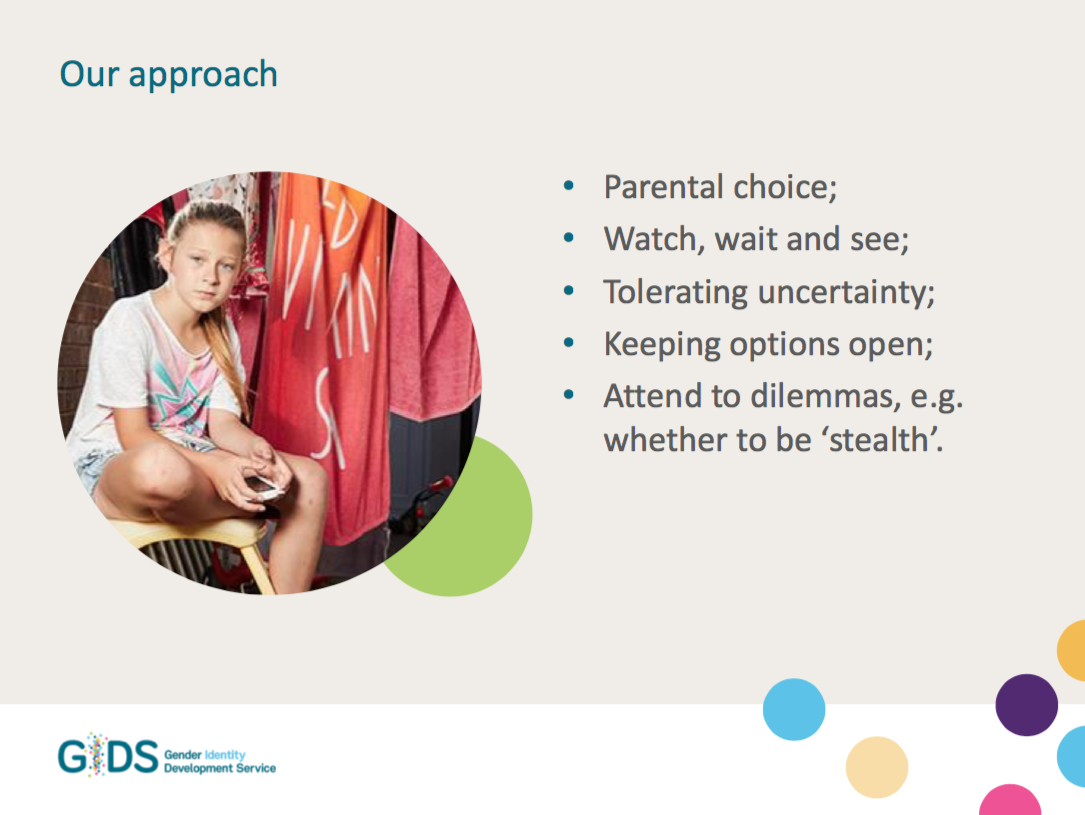 Our approach
• Parental choice;
• Watch, wait and see;
• Tolerating uncertainty;
• Keeping options open;
• Attend to dilemmas, e.g.
whether to be ‘stealth’.
GIDS Gender Identity
Development Service